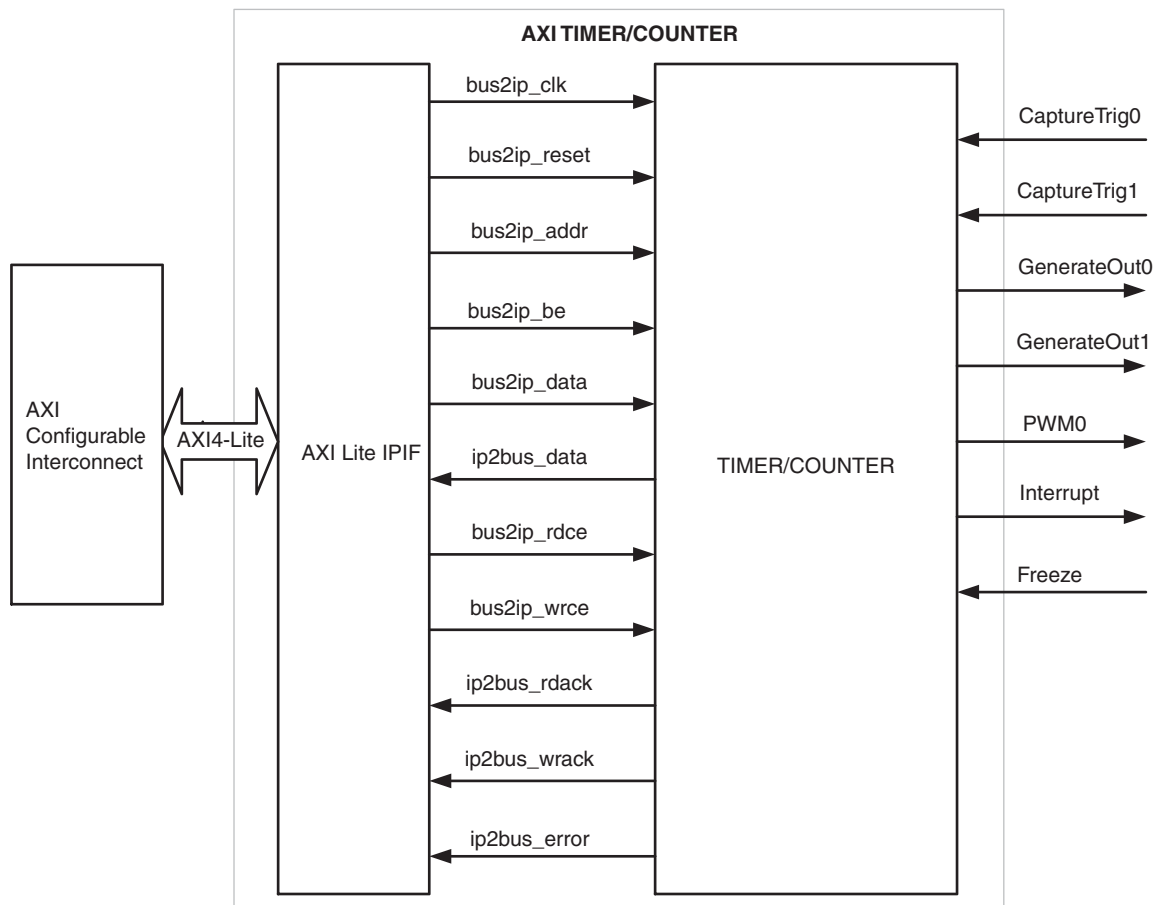 AXI TIMER/COUNTER
AXI
Configurable
Interconnect
AXI4-Lite
AXI Lite IPIF
bus2ip_clk
bus2ip_reset
bus2ip_addr
bus2ip_be
bus2ip_data
ip2bus_data
bus2ip_rdce
bus2ip_wrce
ip2bus_rdack
ip2bus_wrack
ip2bus_error
TIMER/COUNTER
CaptureTrig0
CaptureTrig1
GenerateOut0
GenerateOut1
PWM0
Interrupt
Freeze